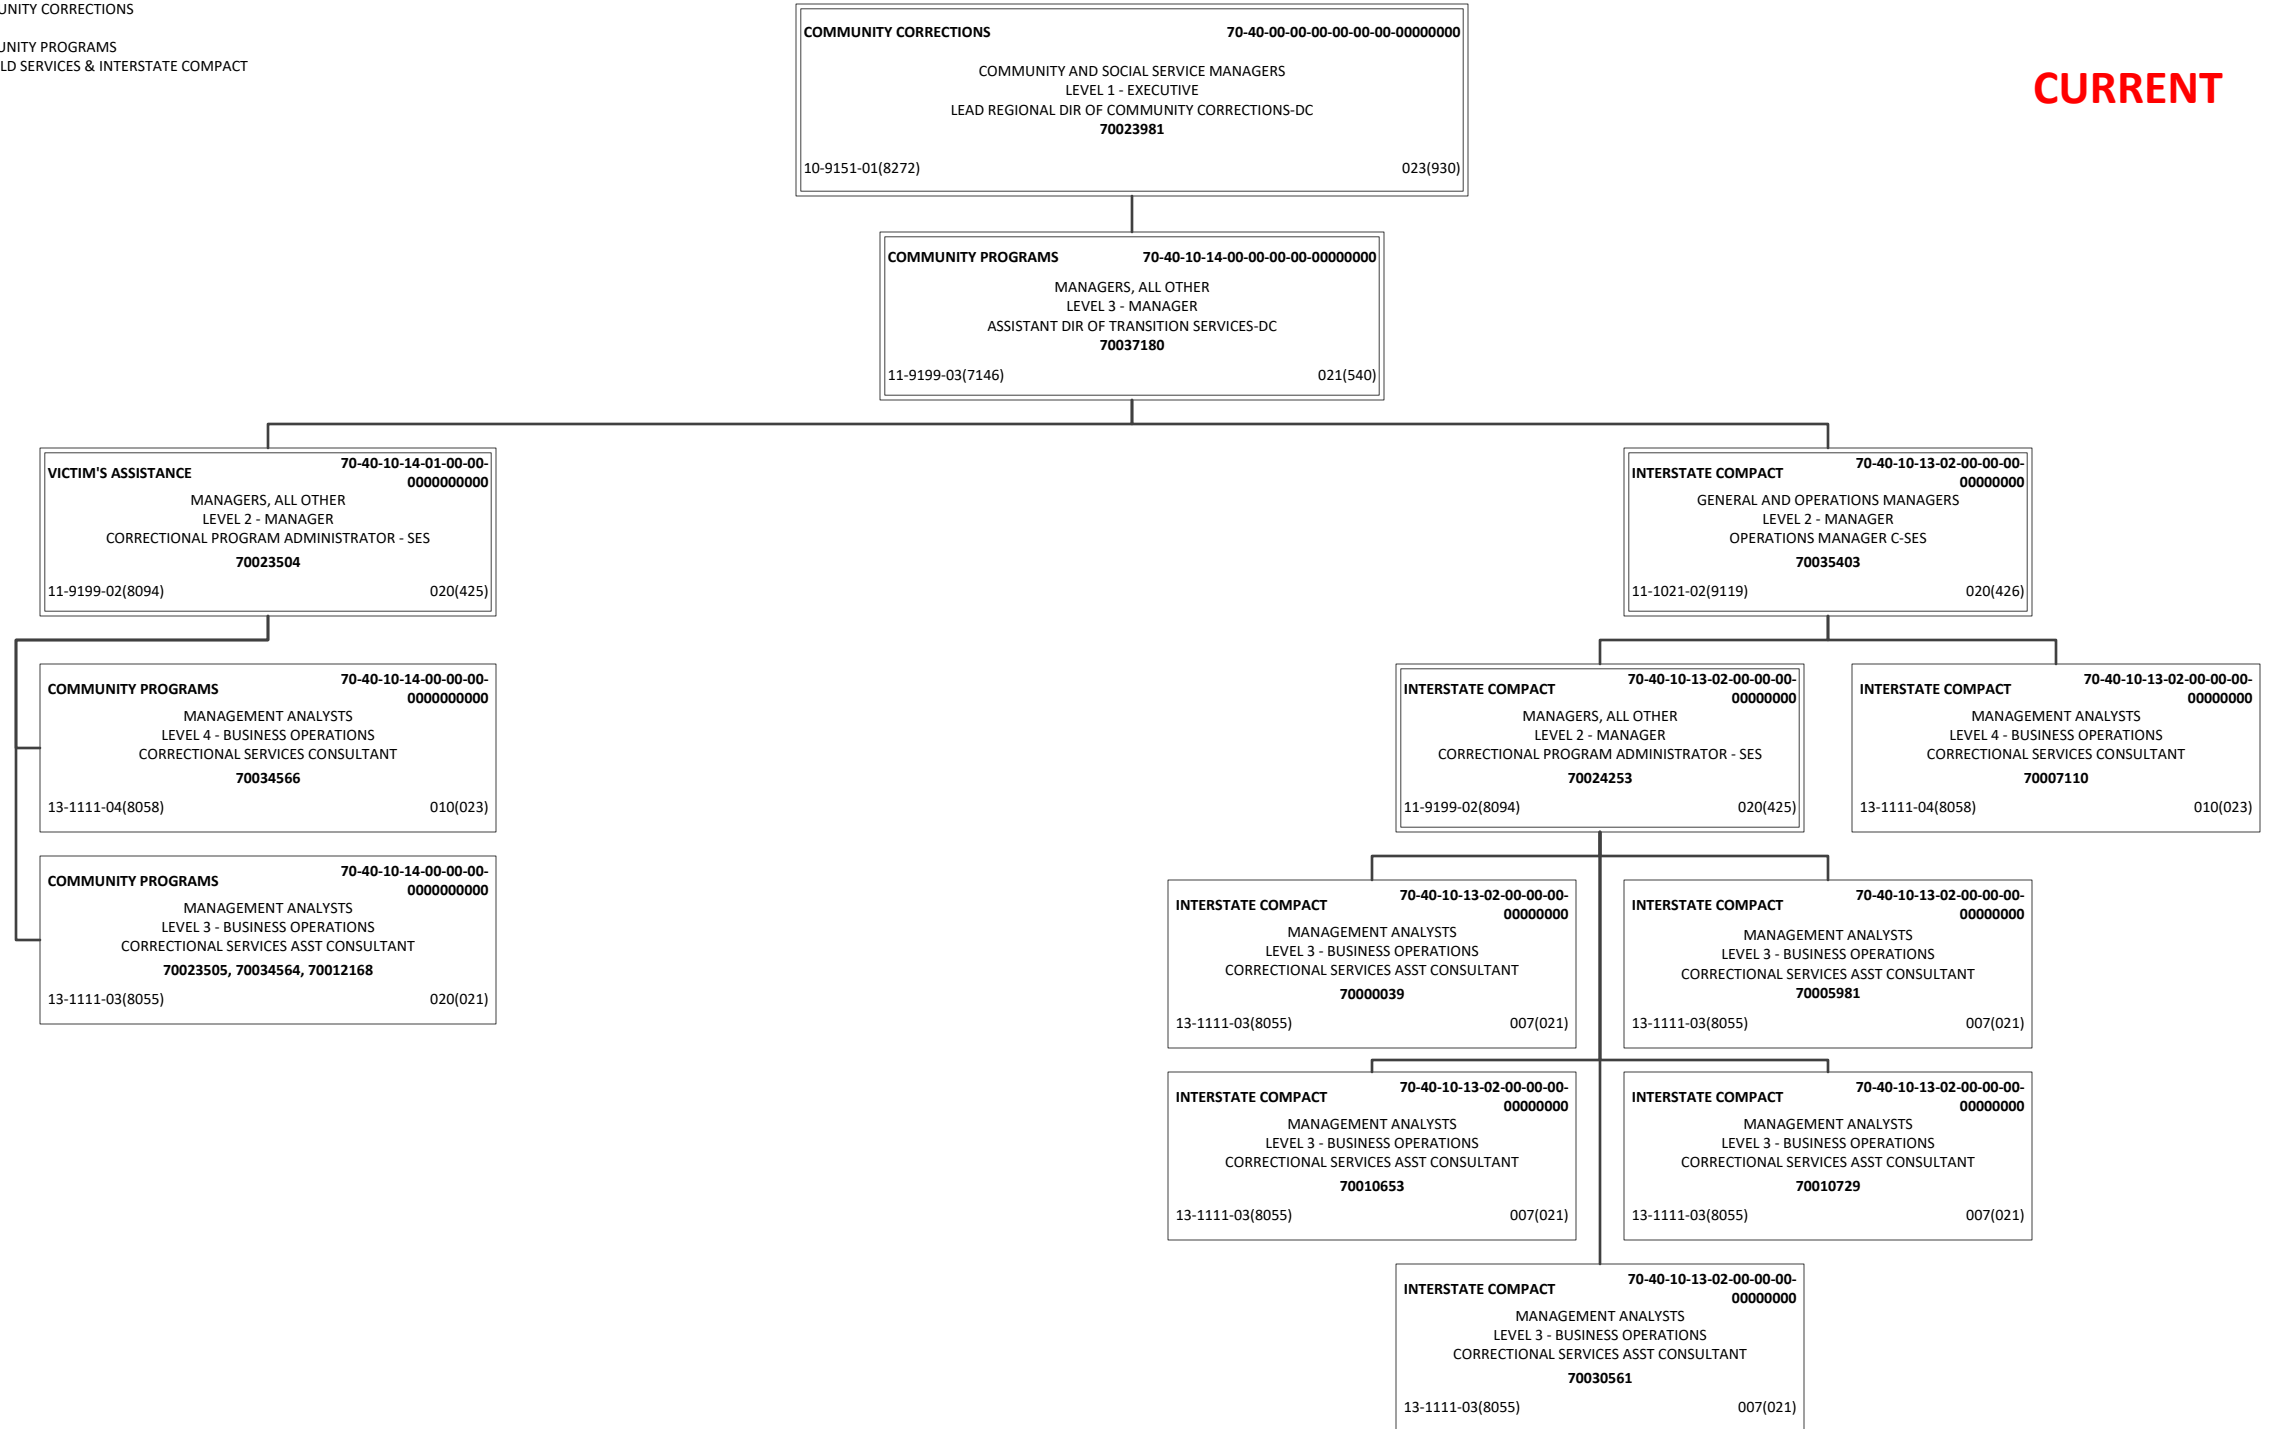 UNITY CORRECTIONS
UNITY PROGRAMS
LD SERVICES & INTERSTATE COMPACT
CURRENT
COMMUNITY CORRECTIONS 70-40-00-00-00-00-00-00000000
COMMUNITY AND SOCIAL SERVICE MANAGERS
LEVEL 1 - EXECUTIVE
LEAD REGIONAL DIR OF COMMUNITY CORRECTIONS-DC
70023981
10-9151-01(8272) 023(930)
COMMUNITY PROGRAMS 70-40-10-14-00-00-00-00-00000000
MANAGERS, ALL OTHER
LEVEL 3 - MANAGER
ASSISTANT DIR OF TRANSITION SERVICES-DC
70037180
11-9199-03(7146) 021(540)
VICTIM'S ASSISTANCE 70-40-10-14-01-00-00-
0000000000
MANAGERS, ALL OTHER
LEVEL 2 - MANAGER
CORRECTIONAL PROGRAM ADMINISTRATOR - SES
70023504
11-9199-02(8094) 020(425)
INTERSTATE COMPACT 70-40-10-13-02-00-00-00-
00000000
GENERAL AND OPERATIONS MANAGERS
LEVEL 2 - MANAGER
OPERATIONS MANAGER C-SES
70035403
11-1021-02(9119) 020(426)
COMMUNITY PROGRAMS 70-40-10-14-00-00-00-
0000000000
MANAGEMENT ANALYSTS
LEVEL 4 - BUSINESS OPERATIONS
CORRECTIONAL SERVICES CONSULTANT
70034566
13-1111-04(8058) 010(023)
INTERSTATE COMPACT 70-40-10-13-02-00-00-00-
00000000
MANAGERS, ALL OTHER
LEVEL 2 - MANAGER
CORRECTIONAL PROGRAM ADMINISTRATOR - SES
70024253
11-9199-02(8094) 020(425)
INTERSTATE COMPACT 70-40-10-13-02-00-00-00-
00000000
MANAGEMENT ANALYSTS
LEVEL 4 - BUSINESS OPERATIONS
CORRECTIONAL SERVICES CONSULTANT
70007110
13-1111-04(8058) 010(023)
COMMUNITY PROGRAMS 70-40-10-14-00-00-00-
0000000000
MANAGEMENT ANALYSTS
LEVEL 3 - BUSINESS OPERATIONS
CORRECTIONAL SERVICES ASST CONSULTANT
70023505, 70034564, 70012168
13-1111-03(8055) 020(021)
INTERSTATE COMPACT 70-40-10-13-02-00-00-00-
00000000
MANAGEMENT ANALYSTS
LEVEL 3 - BUSINESS OPERATIONS
CORRECTIONAL SERVICES ASST CONSULTANT
70000039
13-1111-03(8055) 007(021)
INTERSTATE COMPACT 70-40-10-13-02-00-00-00-
00000000
MANAGEMENT ANALYSTS
LEVEL 3 - BUSINESS OPERATIONS
CORRECTIONAL SERVICES ASST CONSULTANT
70005981
13-1111-03(8055) 007(021)
INTERSTATE COMPACT 70-40-10-13-02-00-00-00-
00000000
MANAGEMENT ANALYSTS
LEVEL 3 - BUSINESS OPERATIONS
CORRECTIONAL SERVICES ASST CONSULTANT
70010653
13-1111-03(8055) 007(021)
INTERSTATE COMPACT 70-40-10-13-02-00-00-00-
00000000
MANAGEMENT ANALYSTS
LEVEL 3 - BUSINESS OPERATIONS
CORRECTIONAL SERVICES ASST CONSULTANT
70010729
13-1111-03(8055) 007(021)
INTERSTATE COMPACT 70-40-10-13-02-00-00-00-
00000000
MANAGEMENT ANALYSTS
LEVEL 3 - BUSINESS OPERATIONS
CORRECTIONAL SERVICES ASST CONSULTANT
70030561
13-1111-03(8055) 007(021)